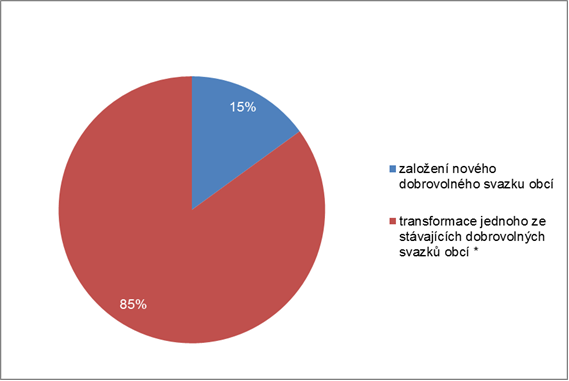 15%
založení nového
dobrovolného svazku obcí
transformace jednoho ze
stávajících dobrovolných
svazků obcí *
85%